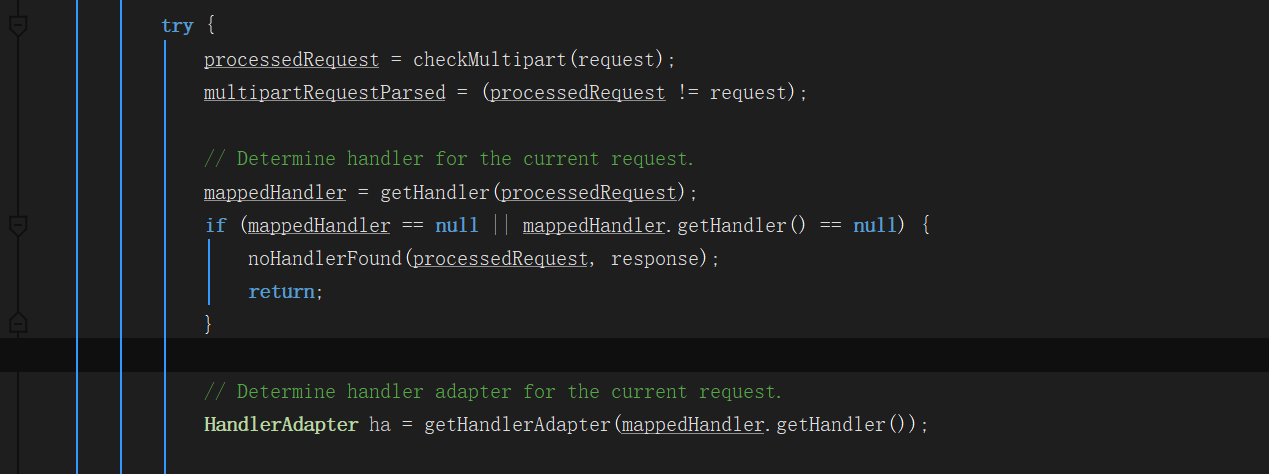 try {
processedRequest = checkMultipart(request);
multipartRequestParsed = (processedRequest != request);
// Determine handler for the current request.
mappedHandler = getHandler(processedRequest);
if (mappedHandler == null || mappedHandler.getHandler() == null) {
noHandlerFound(processedRequest, response);
return;
}
// Determine handler adapter for the current request.
HandlerAdapter ha = getHandlerAdapter(mappedHandler.getHandler());